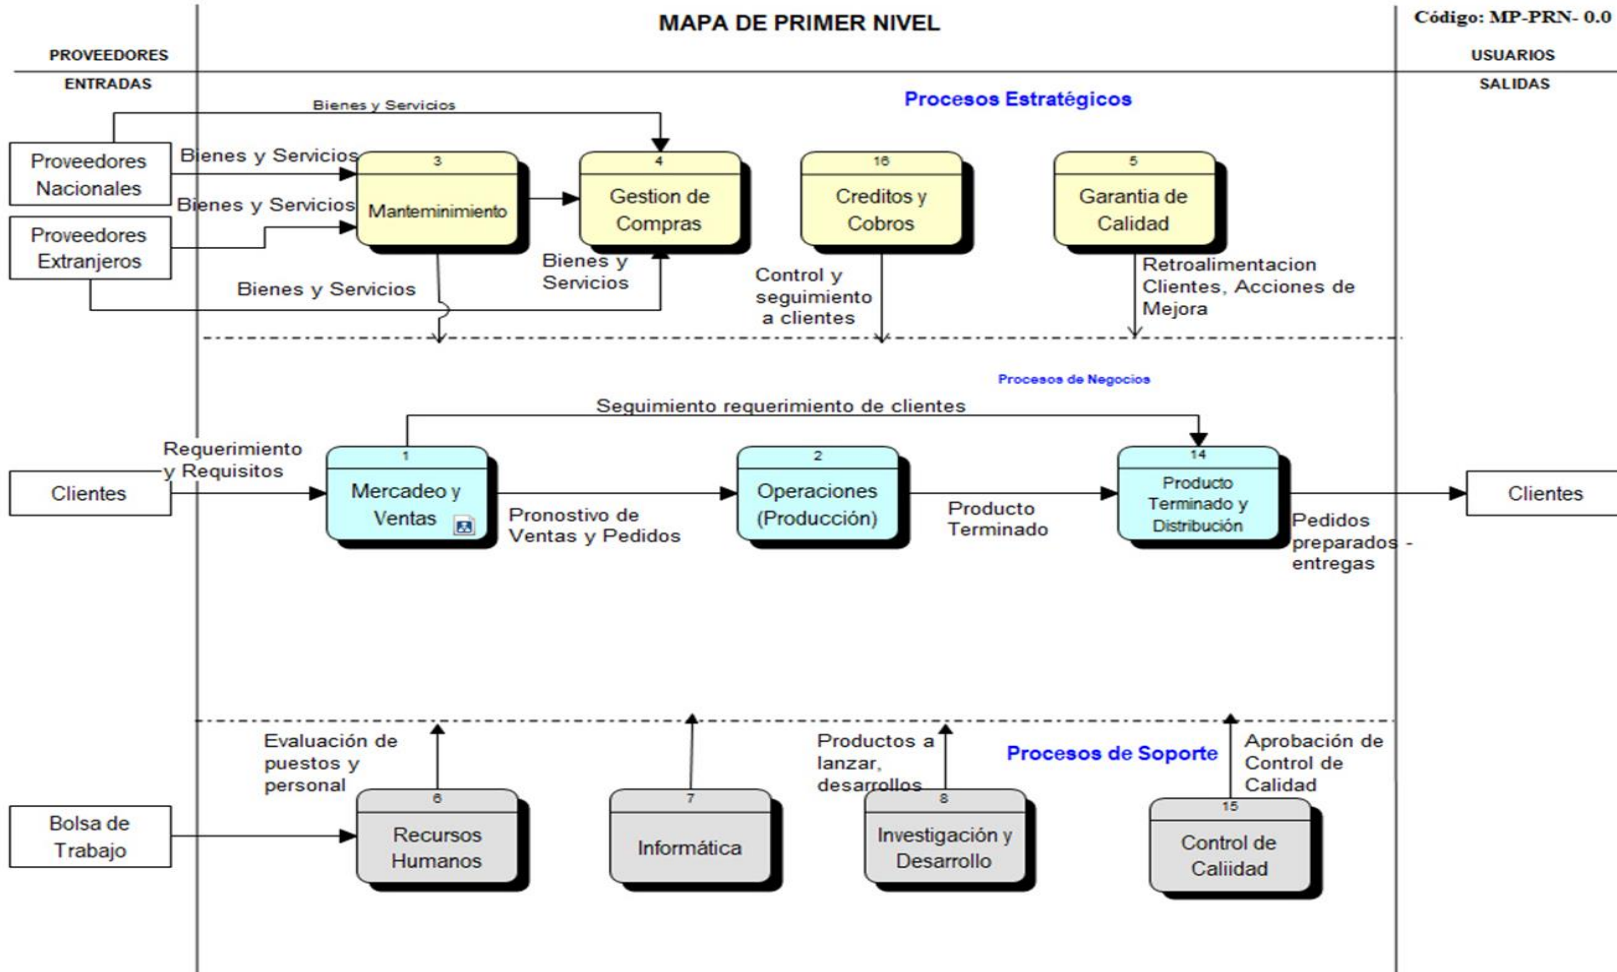 MAPA DE PRIMER NIVEL
Código: MP-PRN- 0.0
PROVEEDORES
USUARIOS
ENTRADAS
SALIDAS
Procesos Estratégicos
Bienes y Servicios
Proveedores
Nacionales
Bienes y Servicios
Bienes y Servicios
Proveedores
Extranjeros
Bienes y Servicios
3
Manteminimiento
4
Gestion de
Compras
Bienes y
Servicios
16
Creditos y
Cobros
Control y
seguimiento
a clientes
5
Garantia de
Calidad
Retroalimentacion
Clientes, Acciones de
Mejora
Procesos de Negocios
Seguimiento requerimiento de clientes
Clientes
Requerimiento
y Requisitos
1
Mercadeo y
Ventas
Pronostivo de
Ventas y Pedidos
2
Operaciones
(Producción)
Producto
Terminado
14
Producto
Terminado y
Distribución
Pedidos
preparados -
entregas
Clientes
Procesos de Soporte
Bolsa de
Trabajo
Evaluación de
puestos y
personal
6
Recursos
Humanos
7
Informática
Productos a
lanzar,
desarrollos
8
Investigación y
Desarrollo
Aprobación de
Control de
Calidad
15
Control de
Caliidad